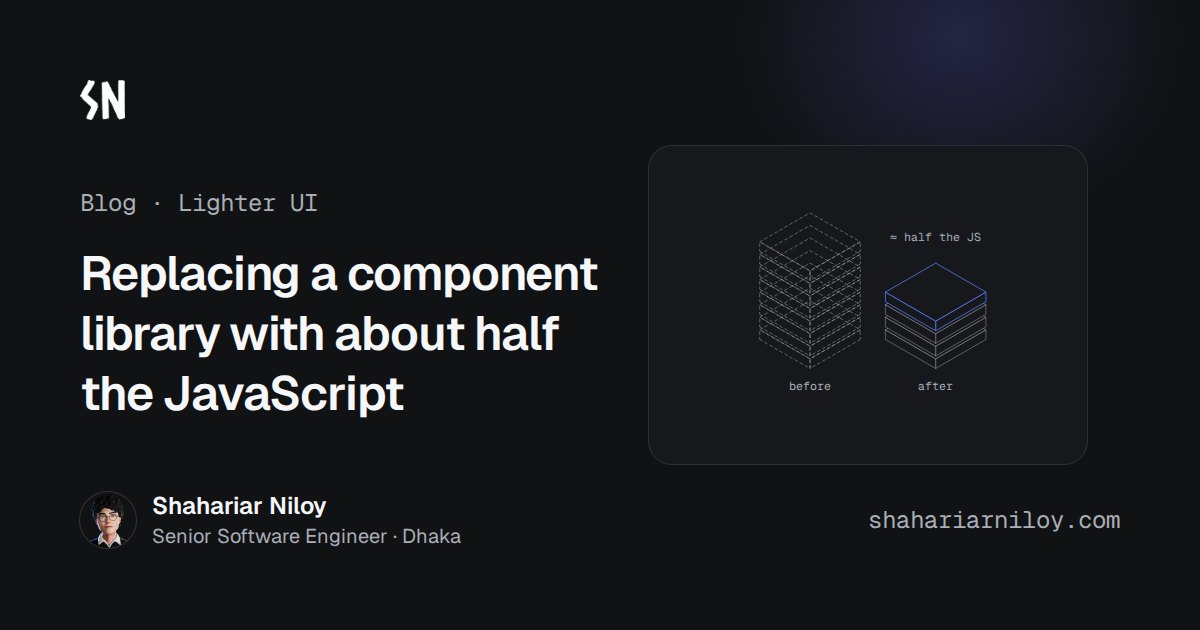 SN
Blog · Lighter UI
Replacing a component
library with about half
the JavaScript
≈ half the JS
before
after
Shahariar Niloy
Senior Software Engineer · Dhaka
shahariarniloy.com